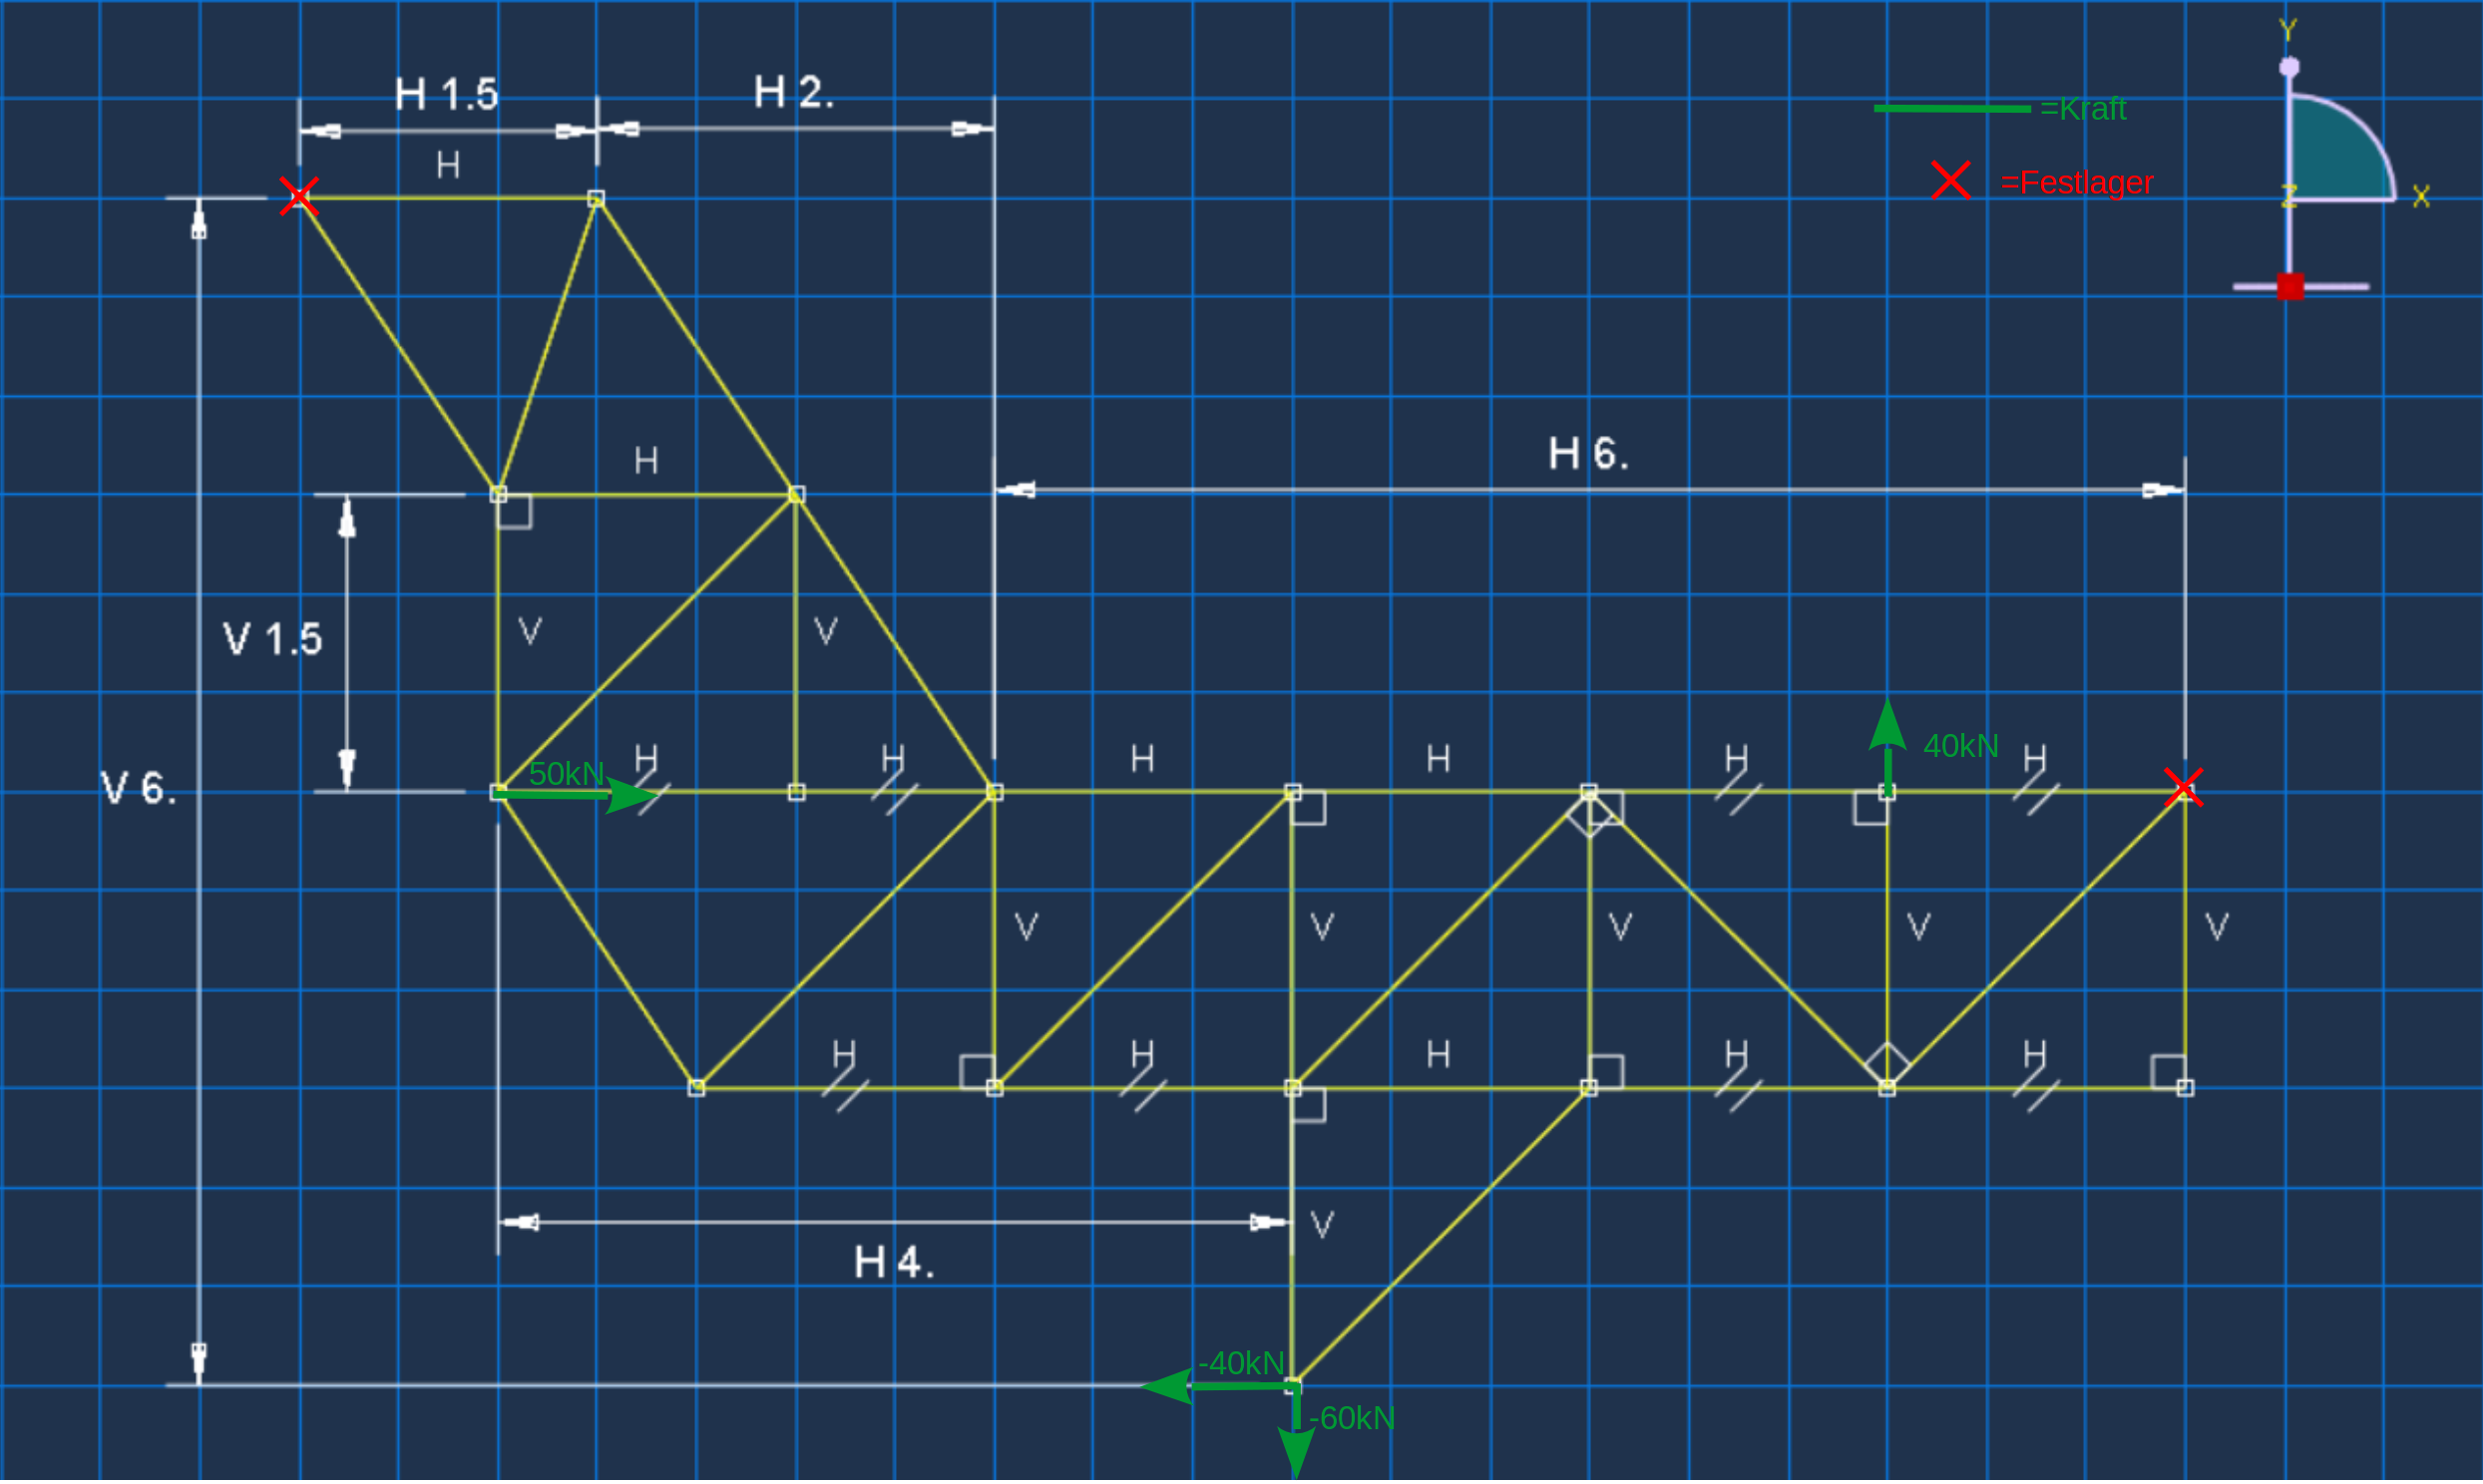 Y
H 1.5
H 2.
=Kraft
H
=Festlager
Z
X
H
H 6.
V 1.5
V
V
50kN
H
H
H
H
H
40kN
H
V 6.
V
V
V
V
V
H
H
H
H
H
H 4.
V
-40kN
-60kN